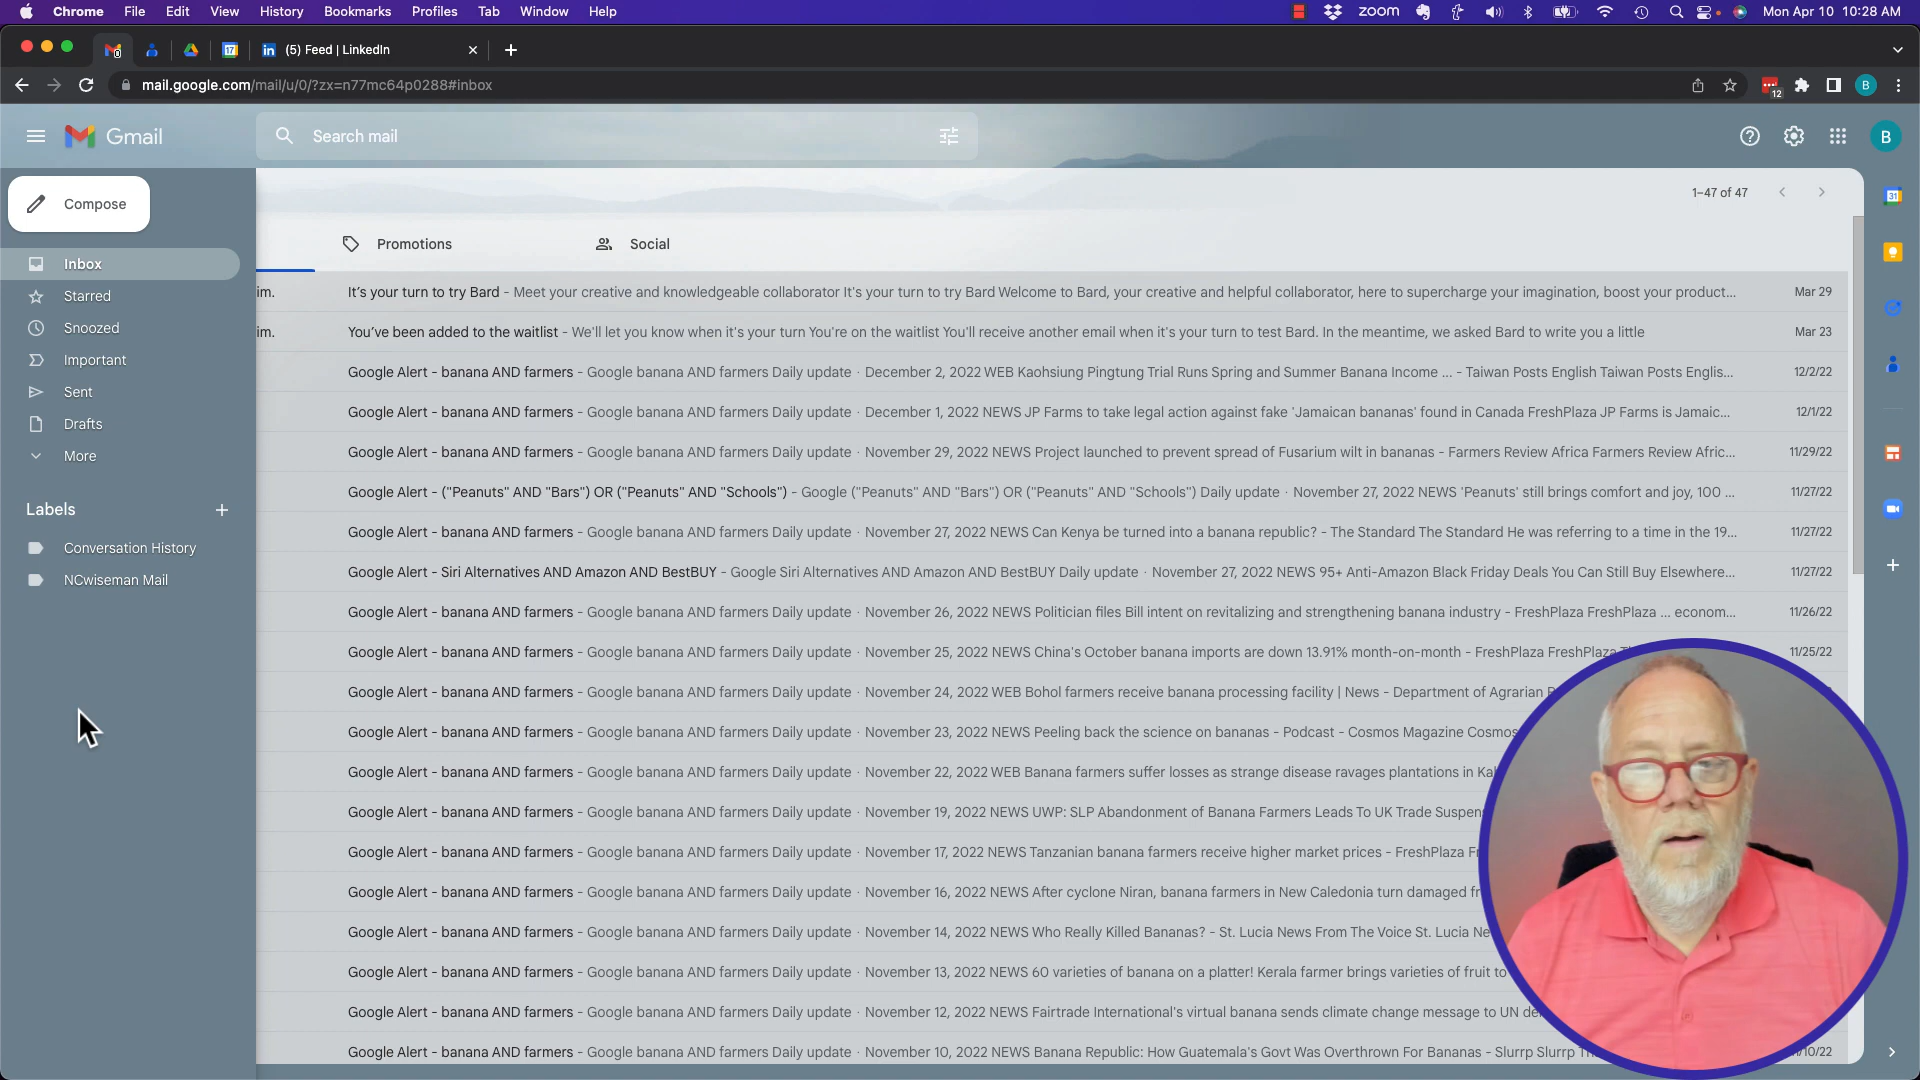 Chrome File Edit View History Bookmarks Profiles Tab Window Help zoom Mon Apr 10 10:28 AM
0 17 in (5) Feed | LinkedIn
mail.google.com/mail/u/0/?zx=n77mc64p0288#inbox 12 B
Gmail Search mail B
Compose 1–47 of 47 31
Promotions Social
Inbox
Starred
Snoozed
Important
Sent
Drafts
More
Labels
Conversation History
NCwiseman Mail
im. It's your turn to try Bard - Meet your creative and knowledgeable collaborator It's your turn to try Bard Welcome to Bard, your creative and helpful collaborator, here to supercharge your imagination, boost your product... Mar 29
im. You've been added to the waitlist - We'll let you know when it's your turn You're on the waitlist You'll receive another email when it's your turn to test Bard. In the meantime, we asked Bard to write you a little Mar 23
Google Alert - banana AND farmers - Google banana AND farmers Daily update · December 2, 2022 WEB Kaohsiung Pingtung Trial Runs Spring and Summer Banana Income ... - Taiwan Posts English Taiwan Posts Englis... 12/2/22
Google Alert - banana AND farmers - Google banana AND farmers Daily update · December 1, 2022 NEWS JP Farms to take legal action against fake 'Jamaican bananas' found in Canada FreshPlaza JP Farms is Jamaic... 12/1/22
Google Alert - banana AND farmers - Google banana AND farmers Daily update · November 29, 2022 NEWS Project launched to prevent spread of Fusarium wilt in bananas - Farmers Review Africa Farmers Review Afric... 11/29/22
Google Alert - ("Peanuts" AND "Bars") OR ("Peanuts" AND "Schools") - Google ("Peanuts" AND "Bars") OR ("Peanuts" AND "Schools") Daily update · November 27, 2022 NEWS 'Peanuts' still brings comfort and joy, 100 ... 11/27/22
Google Alert - banana AND farmers - Google banana AND farmers Daily update · November 27, 2022 NEWS Can Kenya be turned into a banana republic? - The Standard The Standard He was referring to a time in the 19... 11/27/22
Google Alert - Siri Alternatives AND Amazon AND BestBUY - Google Siri Alternatives AND Amazon AND BestBUY Daily update · November 27, 2022 NEWS 95+ Anti-Amazon Black Friday Deals You Can Still Buy Elsewhere... 11/27/22
Google Alert - banana AND farmers - Google banana AND farmers Daily update · November 26, 2022 NEWS Politician files Bill intent on revitalizing and strengthening banana industry - FreshPlaza FreshPlaza ... econom... 11/26/22
Google Alert - banana AND farmers - Google banana AND farmers Daily update · November 25, 2022 NEWS China's October banana imports are down 13.91% month-on-month - FreshPlaza FreshPlaza 11/25/22
Google Alert - banana AND farmers - Google banana AND farmers Daily update · November 24, 2022 WEB Bohol farmers receive banana processing facility | News - Department of Agrarian
Google Alert - banana AND farmers - Google banana AND farmers Daily update · November 23, 2022 NEWS Peeling back the science on bananas - Podcast - Cosmos Magazine Cosmos
Google Alert - banana AND farmers - Google banana AND farmers Daily update · November 22, 2022 WEB Banana farmers suffer losses as strange disease ravages plantations in
Google Alert - banana AND farmers - Google banana AND farmers Daily update · November 19, 2022 NEWS UWP: SLP Abandonment of Banana Farmers Leads To UK Trade
Google Alert - banana AND farmers - Google banana AND farmers Daily update · November 17, 2022 NEWS Tanzanian banana farmers receive higher market prices - FreshPlaza
Google Alert - banana AND farmers - Google banana AND farmers Daily update · November 16, 2022 NEWS After cyclone Niran, banana farmers in New Caledonia turn damaged
Google Alert - banana AND farmers - Google banana AND farmers Daily update · November 14, 2022 NEWS Who Really Killed Bananas? - St. Lucia News From The Voice St. Lucia
Google Alert - banana AND farmers - Google banana AND farmers Daily update · November 13, 2022 NEWS 60 varieties of banana on a platter! Kerala farmer brings varieties of fruit to
Google Alert - banana AND farmers - Google banana AND farmers Daily update · November 12, 2022 NEWS Fairtrade International's virtual banana sends climate change message to UN
Google Alert - banana AND farmers - Google banana AND farmers Daily update · November 10, 2022 NEWS Banana Republic: How Guatemala's Govt Was Overthrown For Bananas - Slurrp Slurrp